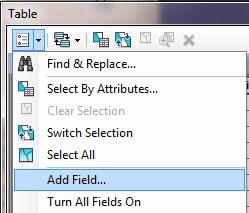 Table
Find & Replace...
Select By Attributes...
Clear Selection
Switch Selection
Select All
Add Field...
Turn All Fields On